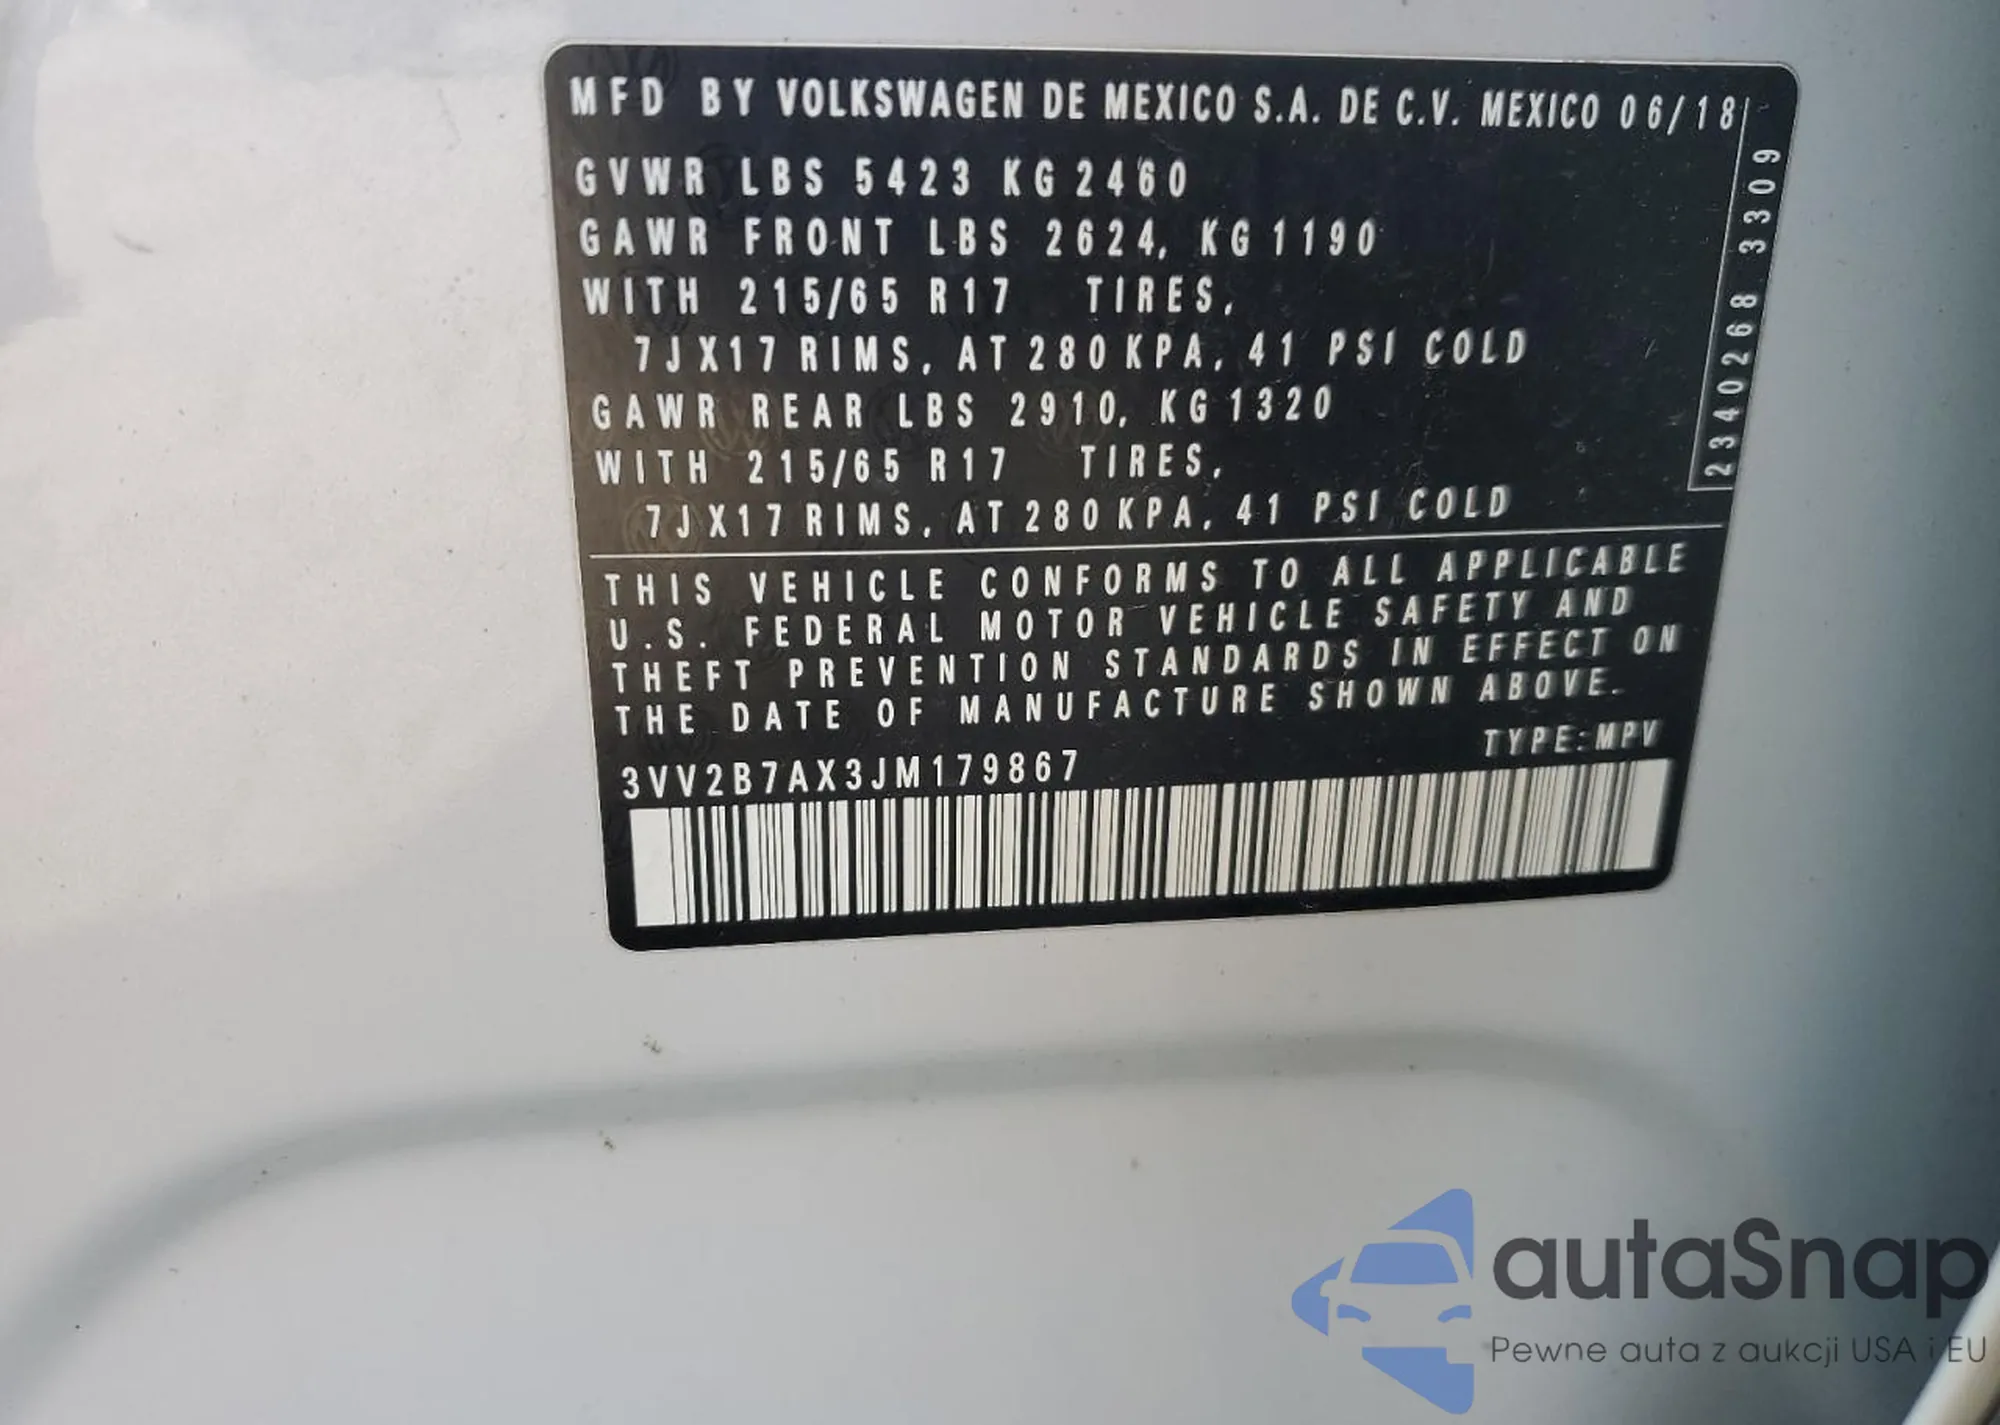 MFD BY VOLKSWAGEN DE MEXICO S.A. DE C.V. MEXICO 06/18
GVWR LBS 5423 KG 2460
GAWR FRONT LBS 2624, KG 1190
WITH 215/65 R17 TIRES,
7JX17 RIMS, AT 280 KPA, 41 PSI COLD
GAWR REAR LBS 2910, KG 1320
WITH 215/65 R17 TIRES,
7JX17 RIMS, AT 280 KPA, 41 PSI COLD
2340268 3309
THIS VEHICLE CONFORMS TO ALL APPLICABLE
U.S. FEDERAL MOTOR VEHICLE SAFETY AND
THEFT PREVENTION STANDARDS IN EFFECT ON
THE DATE OF MANUFACTURE SHOWN ABOVE.
TYPE:MPV
3VV2B7AX3JM179867
autaSnap
Pewne auta z aukcji USA i EU